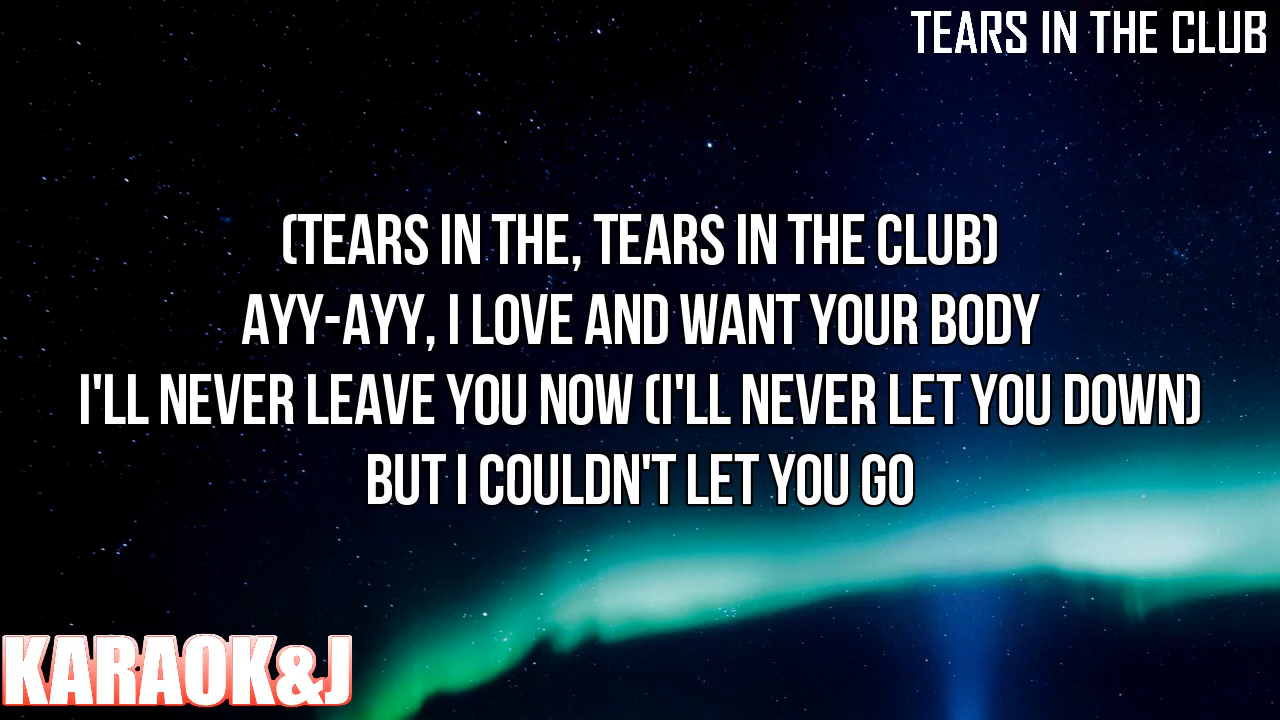 TEARS IN THE CLUB
(TEARS IN THE, TEARS IN THE CLUB)
AYY-AYY, I LOVE AND WANT YOUR BODY
I'LL NEVER LEAVE YOU NOW (I'LL NEVER LET YOU DOWN)
BUT I COULDN'T LET YOU GO
KARAOK&J